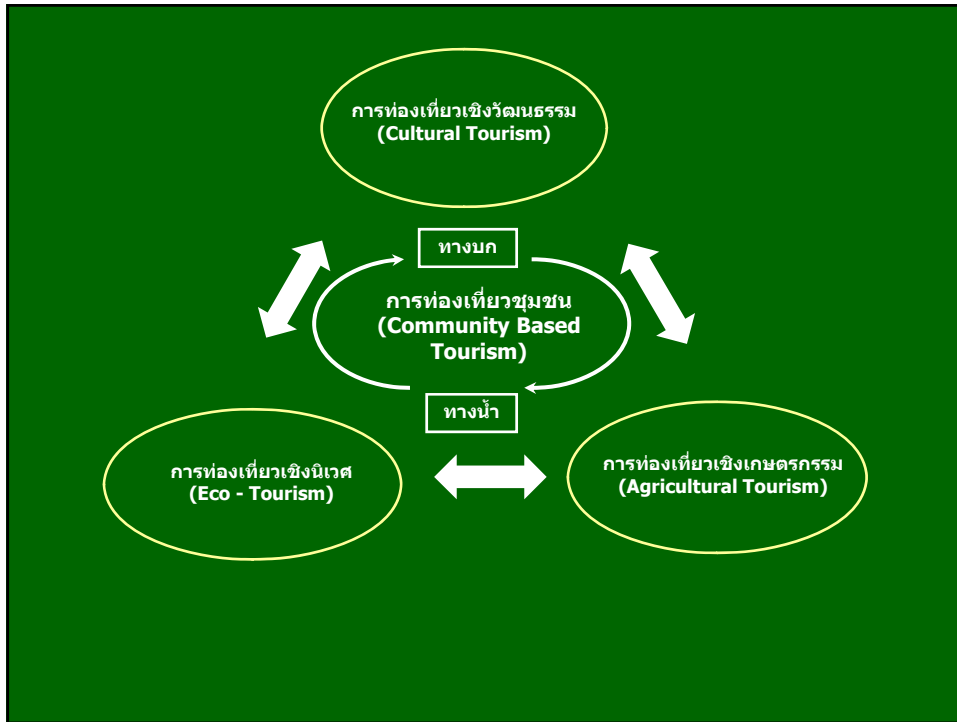 การท่องเที่ยวเชิงวัฒนธรรม
(Cultural Tourism)
ทางบก
การท่องเที่ยวชุมชน
(Community Based
Tourism)
ทางน้ำ
การท่องเที่ยวเชิงนิเวศ
(Eco - Tourism)
การท่องเที่ยวเชิงเกษตรกรรม
(Agricultural Tourism)